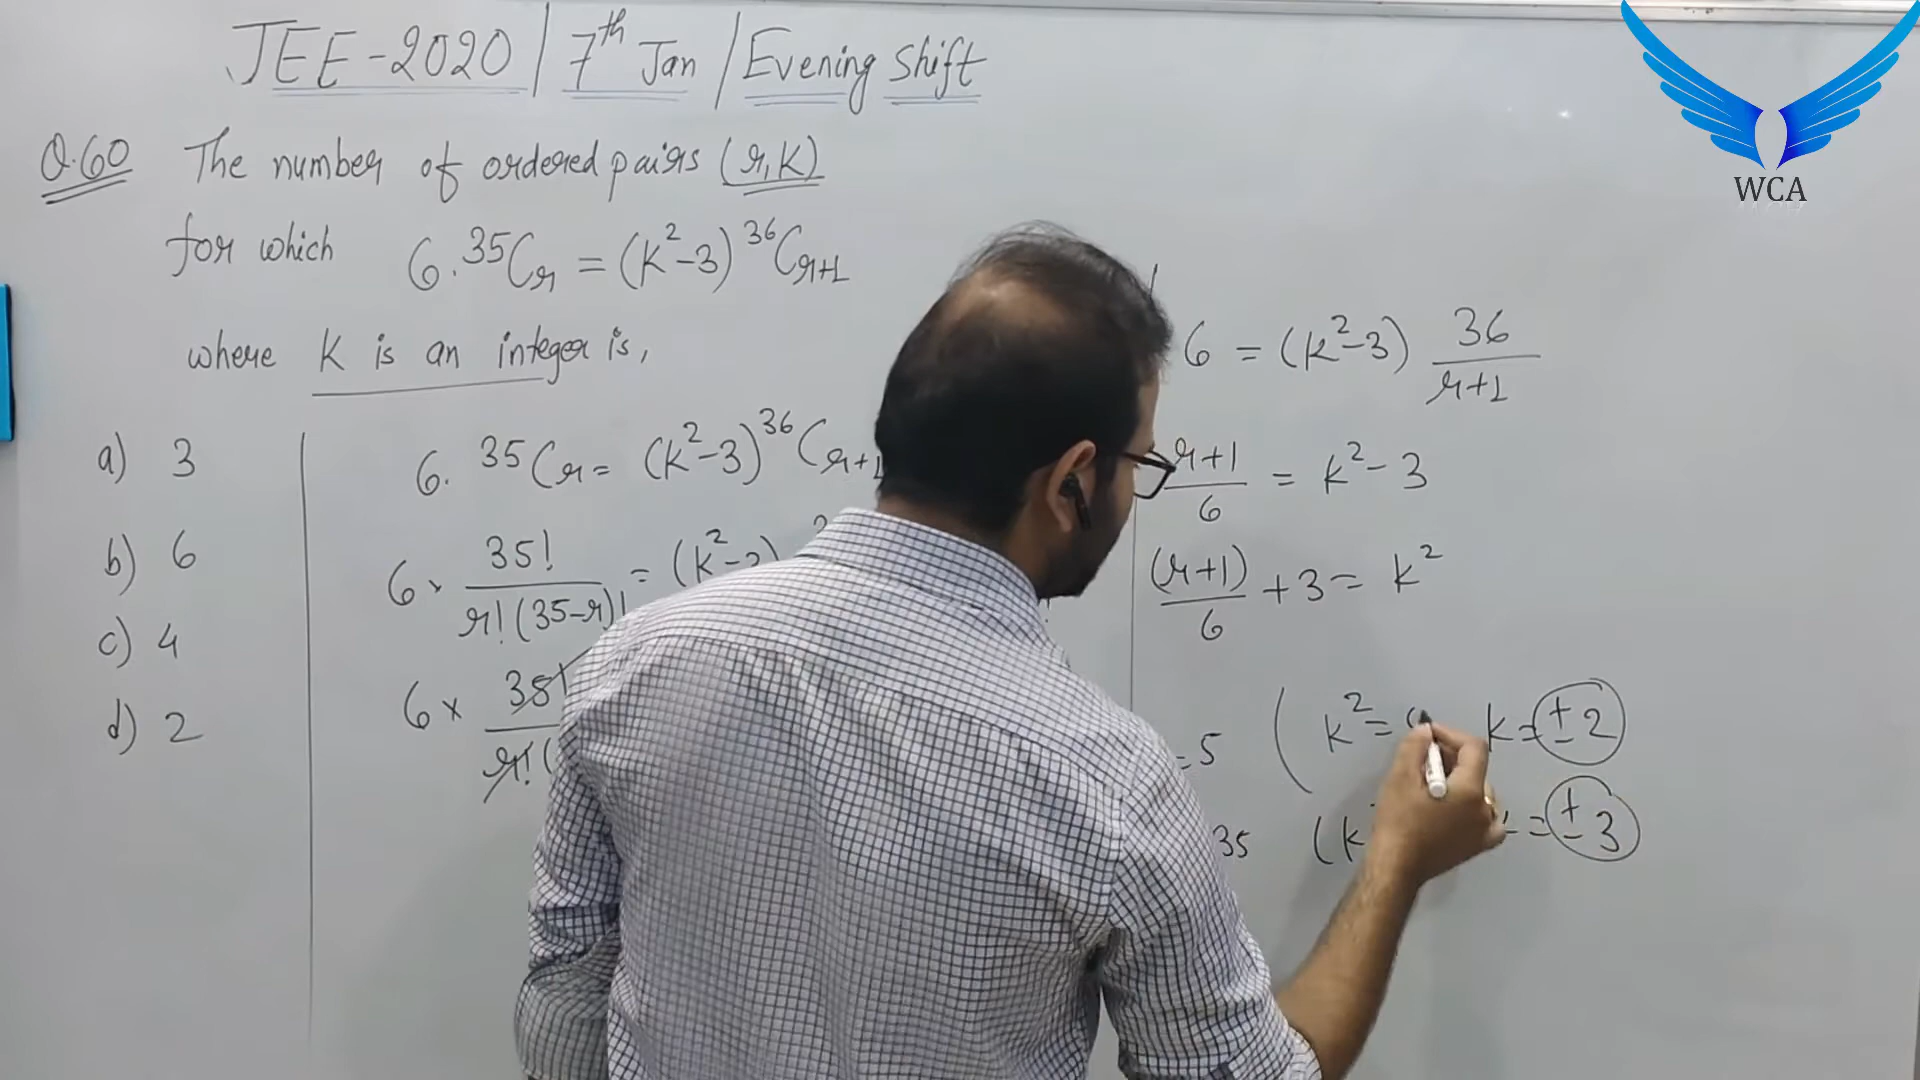 JEE-2020 | 7th Jan | Evening Shift
WCA
Q.60 The number of ordered pairs (r,K)
for which 6.³⁵Cr = (k²-3) ³⁶Cr+1
where K is an integer is,
a) 3
b) 6
c) 4
d) 2
6. ³⁵Cr = (k²-3) ³⁶Cr+1
6 × 35! / r!(35-r)! = (k²-3)
6 × 35! / r! (
6 = (k²-3) 36 / r+1
r+1 / 6 = k² - 3
(r+1) / 6 + 3 = k²
= 5 ( k² = k = ±2
35 (k = ±3